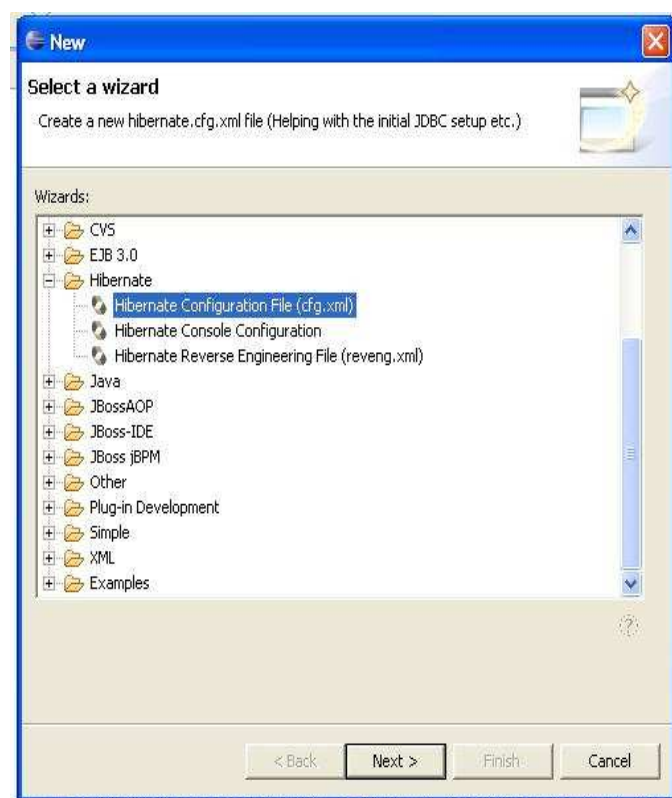 New
Select a wizard
Create a new hibernate.cfg.xml file (Helping with the initial JDBC setup etc.)
Wizards:
CVS
EJB 3.0
Hibernate
Hibernate Configuration File (cfg.xml)
Hibernate Console Configuration
Hibernate Reverse Engineering File (reveng.xml)
Java
JBossAOP
JBoss-IDE
JBoss jBPM
Other
Plug-in Development
Simple
XML
Examples
< Back Next > Finish Cancel